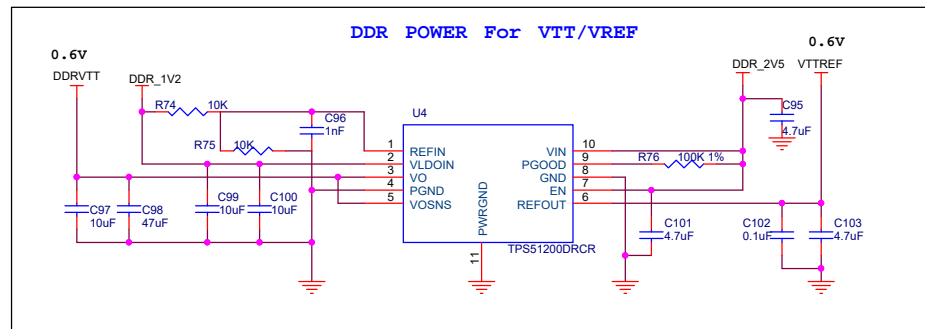 DDR POWER For VTT/VREF
0.6V
DDRVTT
DDR_1V2
0.6V
DDR_2V5
VTTREF
R74
10K
C96
1nF
R75
10K
U4
C95
4.7uF
1
REFIN
2
VLDOIN
3
VO
4
PGND
5
VOSNS
VIN
10
PGOOD
9
GND
8
EN
7
REFOUT
6
R76
100K 1%
PWRGND
11
TPS51200DRCR
C97
10uF
C98
47uF
C99
10uF
C100
10uF
C101
4.7uF
C102
0.1uF
C103
4.7uF